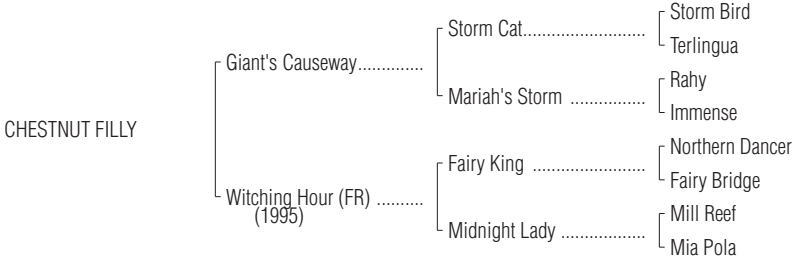 Storm Bird
Storm Cat.........................
Terlingua
Giant's Causeway..............
Rahy
Mariah's Storm ................
Immense
CHESTNUT FILLY
Northern Dancer
Fairy King ........................
Fairy Bridge
Witching Hour (FR) ..........
(1995)
Mill Reef
Midnight Lady ..................
Mia Pola